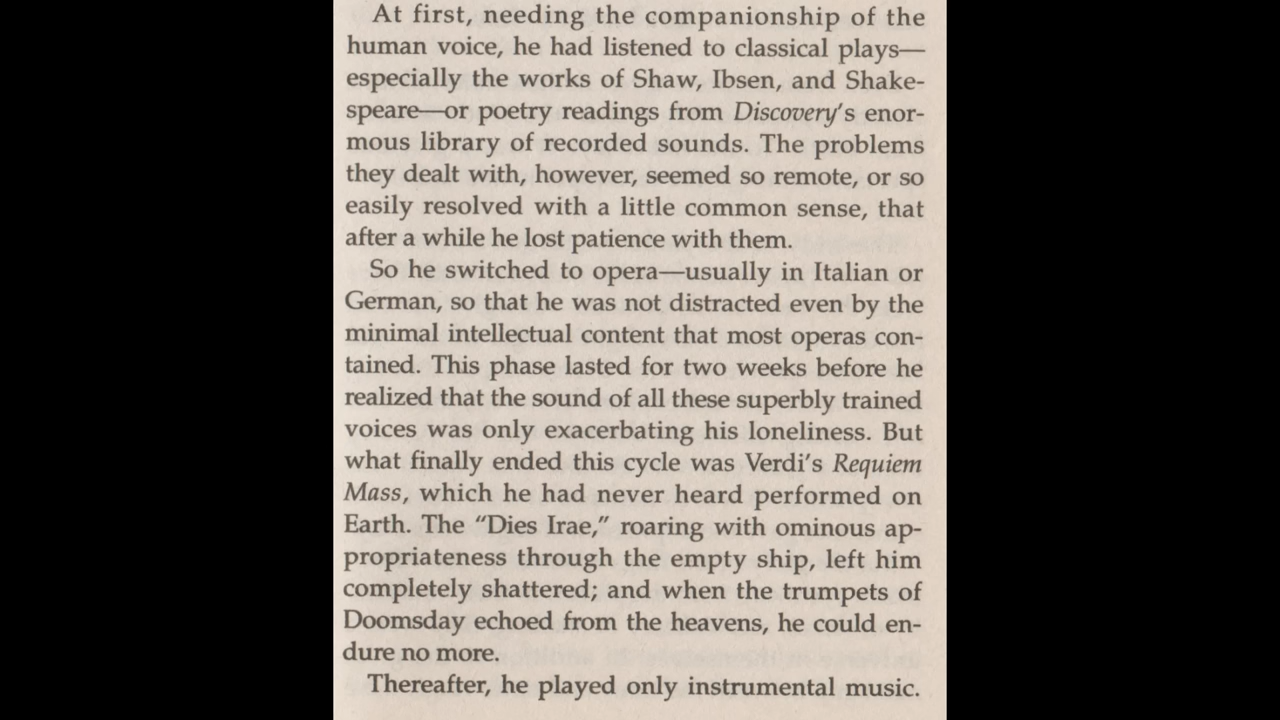 At first, needing the companionship of the
human voice, he had listened to classical plays—
especially the works of Shaw, Ibsen, and Shake-
speare—or poetry readings from Discovery's enor-
mous library of recorded sounds. The problems
they dealt with, however, seemed so remote, or so
easily resolved with a little common sense, that
after a while he lost patience with them.
So he switched to opera—usually in Italian or
German, so that he was not distracted even by the
minimal intellectual content that most operas con-
tained. This phase lasted for two weeks before he
realized that the sound of all these superbly trained
voices was only exacerbating his loneliness. But
what finally ended this cycle was Verdi's Requiem
Mass, which he had never heard performed on
Earth. The "Dies Irae," roaring with ominous ap-
propriateness through the empty ship, left him
completely shattered; and when the trumpets of
Doomsday echoed from the heavens, he could en-
dure no more.
Thereafter, he played only instrumental music.